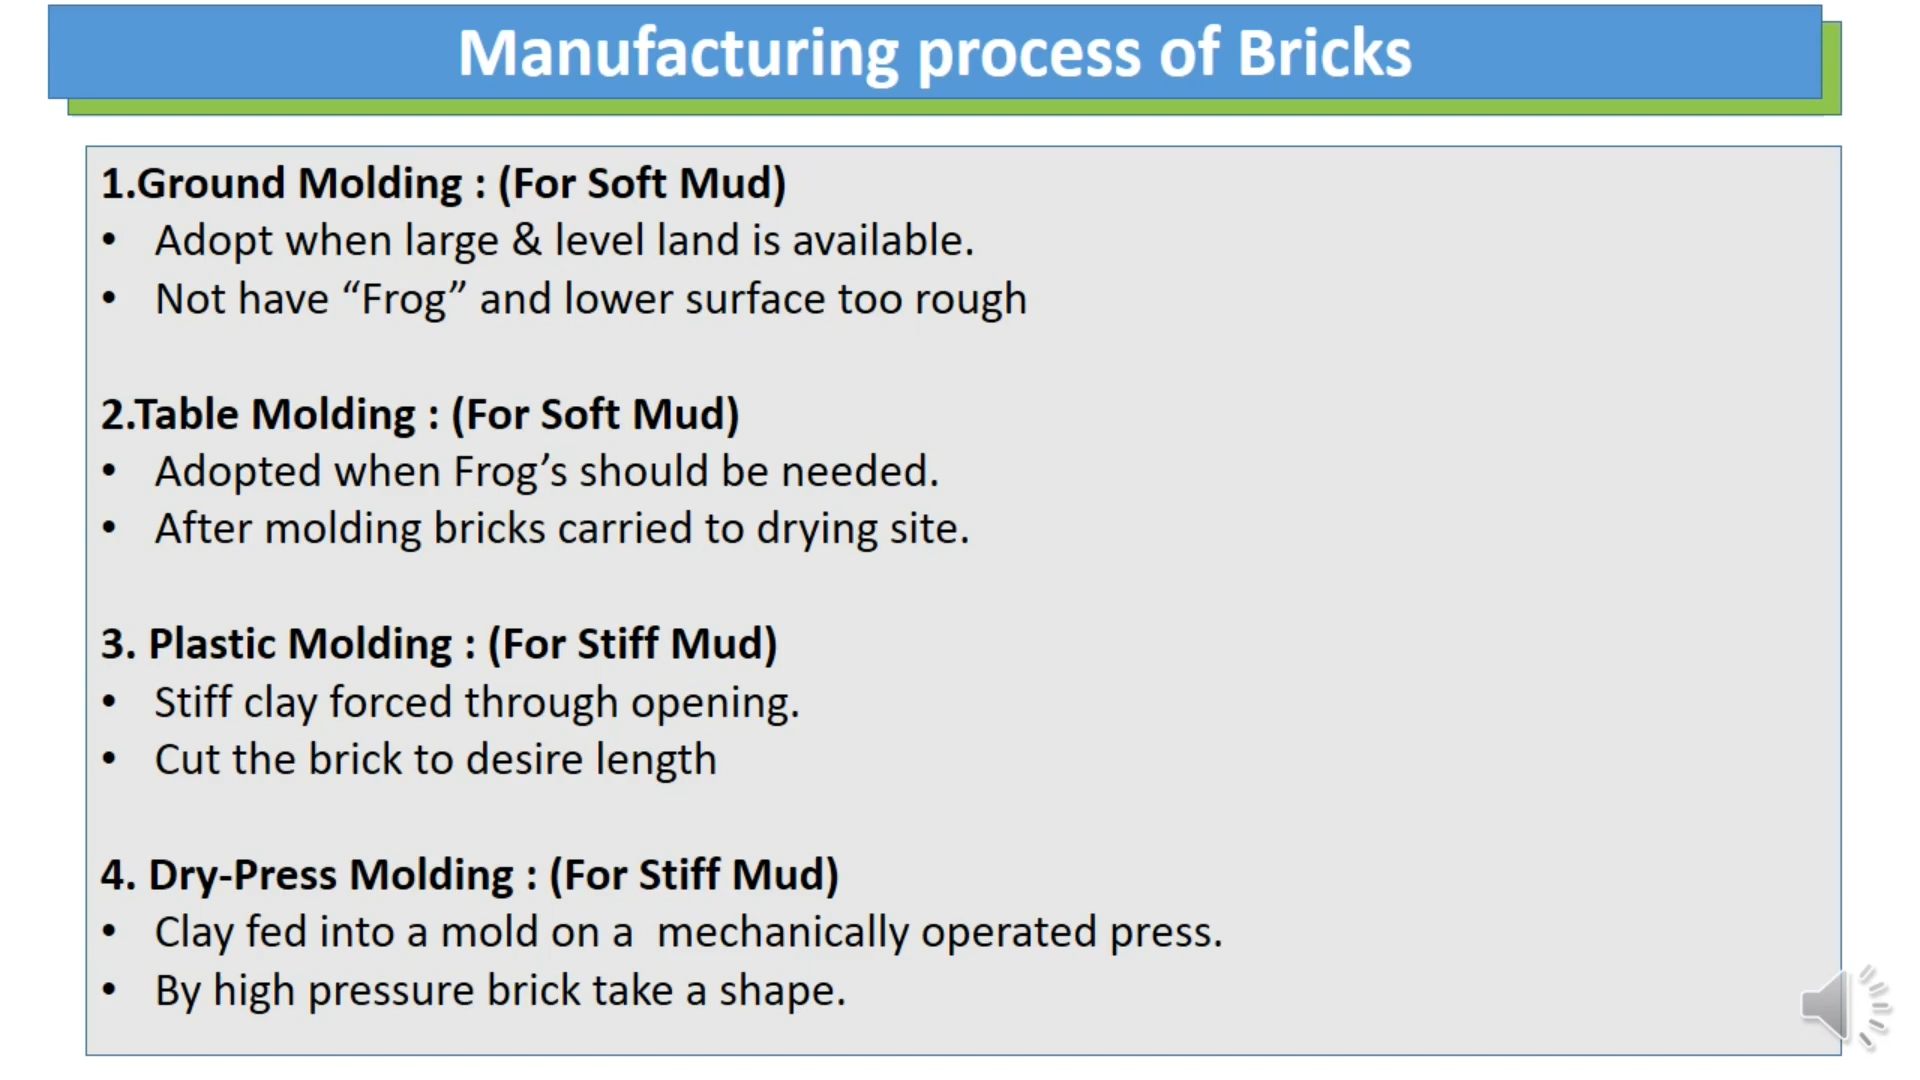 Manufacturing process of Bricks
1.Ground Molding : (For Soft Mud)
• Adopt when large & level land is available.
• Not have “Frog” and lower surface too rough
2.Table Molding : (For Soft Mud)
• Adopted when Frog’s should be needed.
• After molding bricks carried to drying site.
3. Plastic Molding : (For Stiff Mud)
• Stiff clay forced through opening.
• Cut the brick to desire length
4. Dry-Press Molding : (For Stiff Mud)
• Clay fed into a mold on a  mechanically operated press.
• By high pressure brick take a shape.